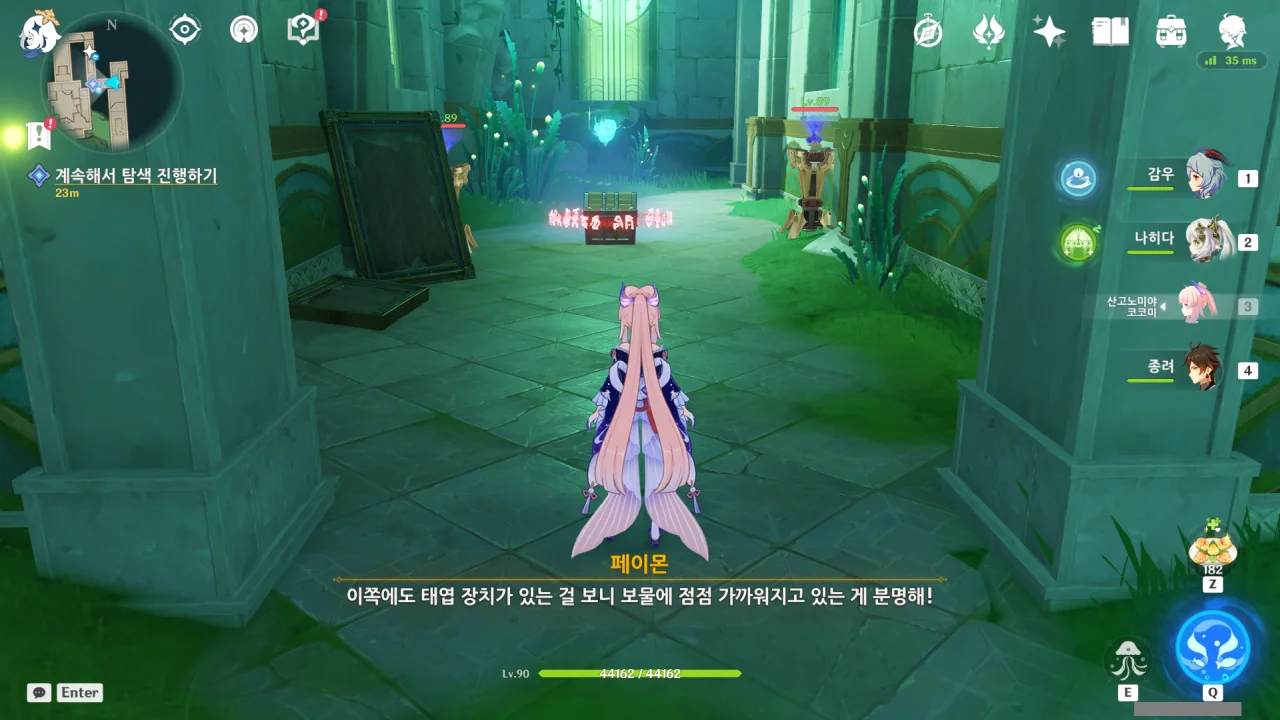 N
35 ms
.89
Lv.89
계속해서 탐색 진행하기
23m
감우
1
나히다
2
산고노미야
코코미
3
종려
4
페이몬
이쪽에도 태엽 장치가 있는 걸 보니 보물에 점점 가까워지고 있는 게 분명해!
182
Z
Lv.90
44162 / 44162
Enter
E
Q